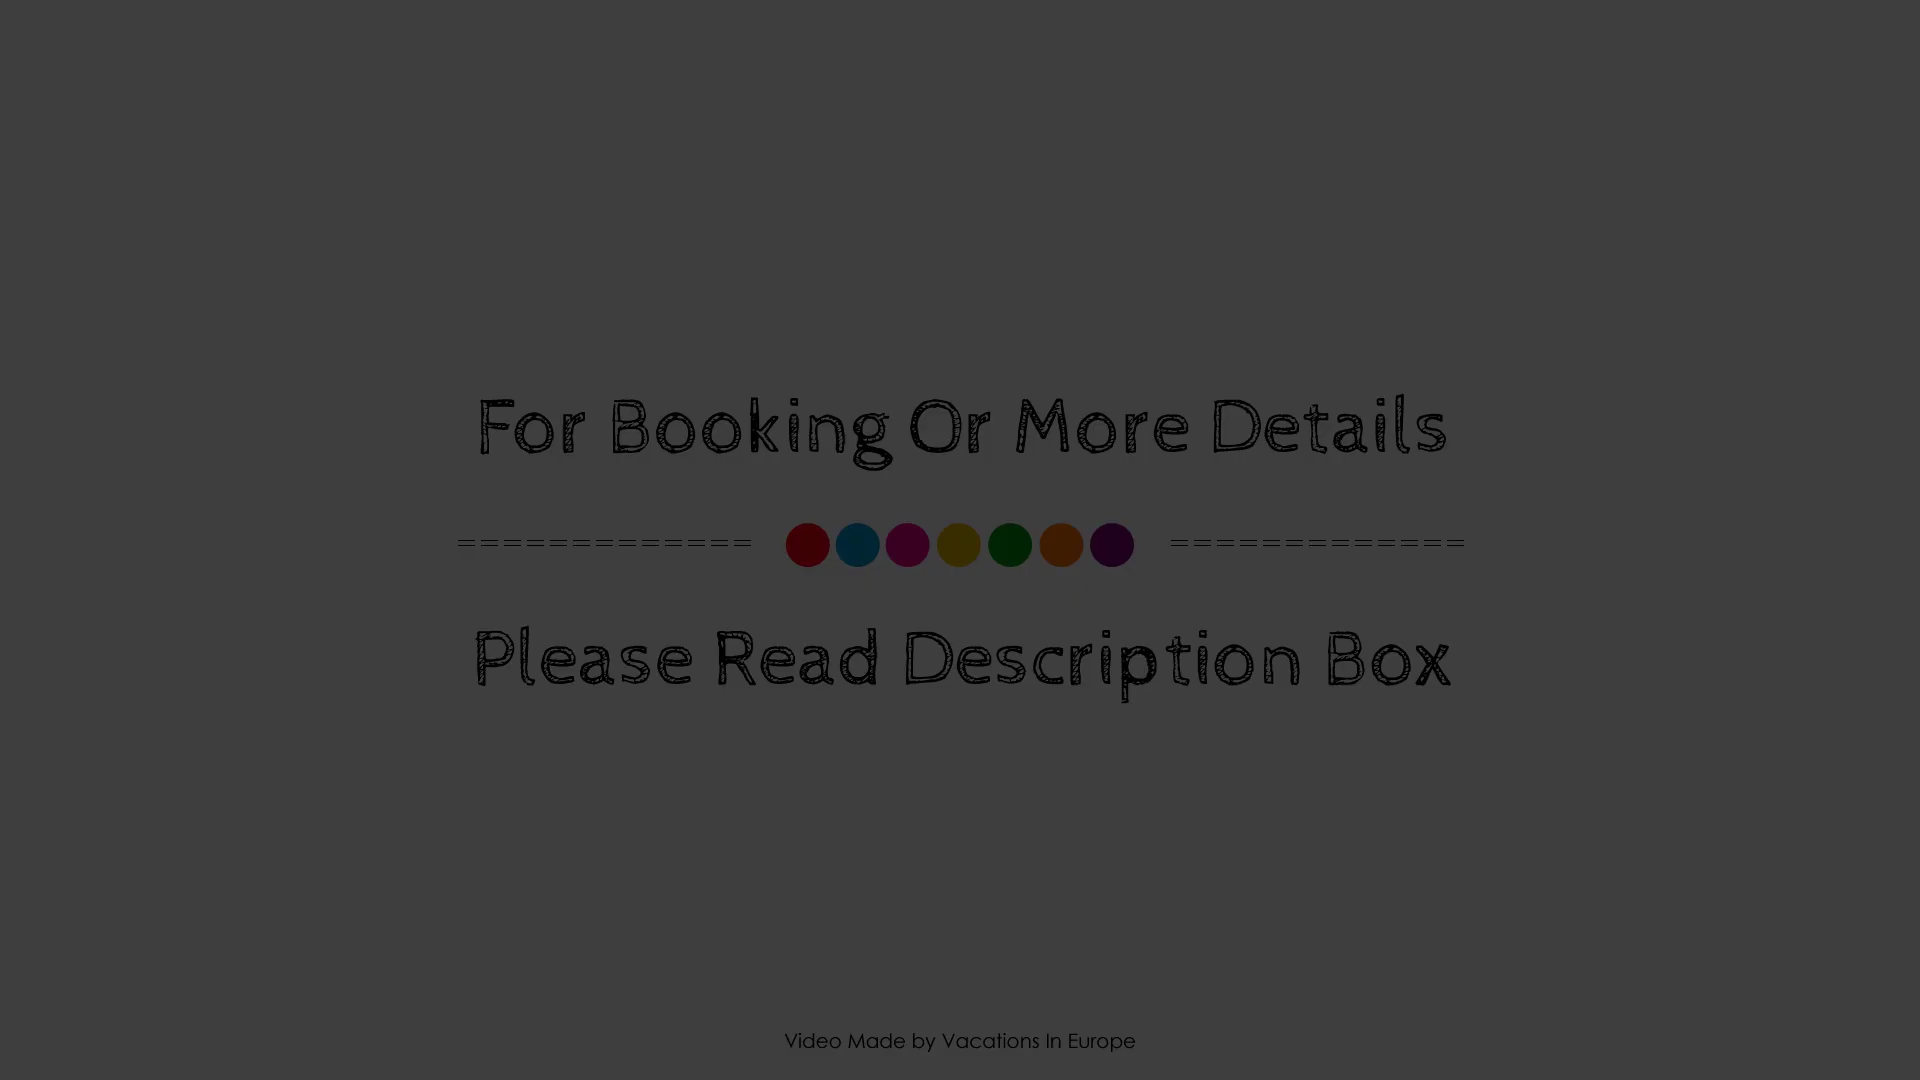 For Booking Or More Details
============= =============
Please Read Description Box
Video Made by Vacations In Europe